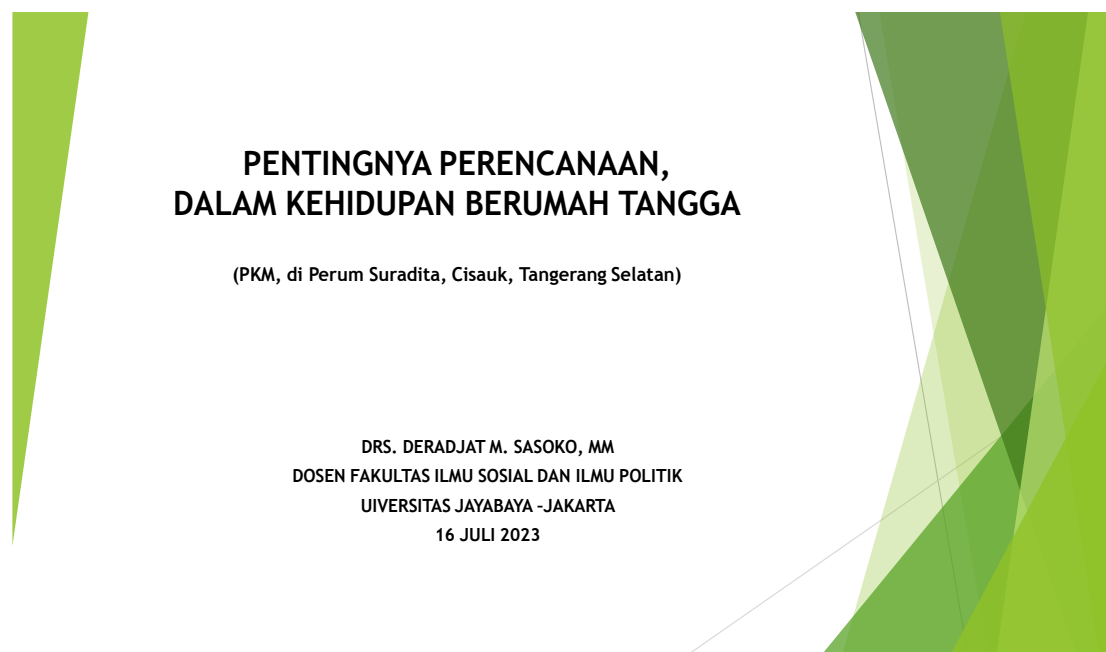 PENTINGNYA PERENCANAAN,
DALAM KEHIDUPAN BERUMAH TANGGA
(PKM, di Perum Suradita, Cisauk, Tangerang Selatan)
DRS. DERADJAT M. SASOKO, MM
DOSEN FAKULTAS ILMU SOSIAL DAN ILMU POLITIK
UIVERSITAS JAYABAYA –JAKARTA
16 JULI 2023